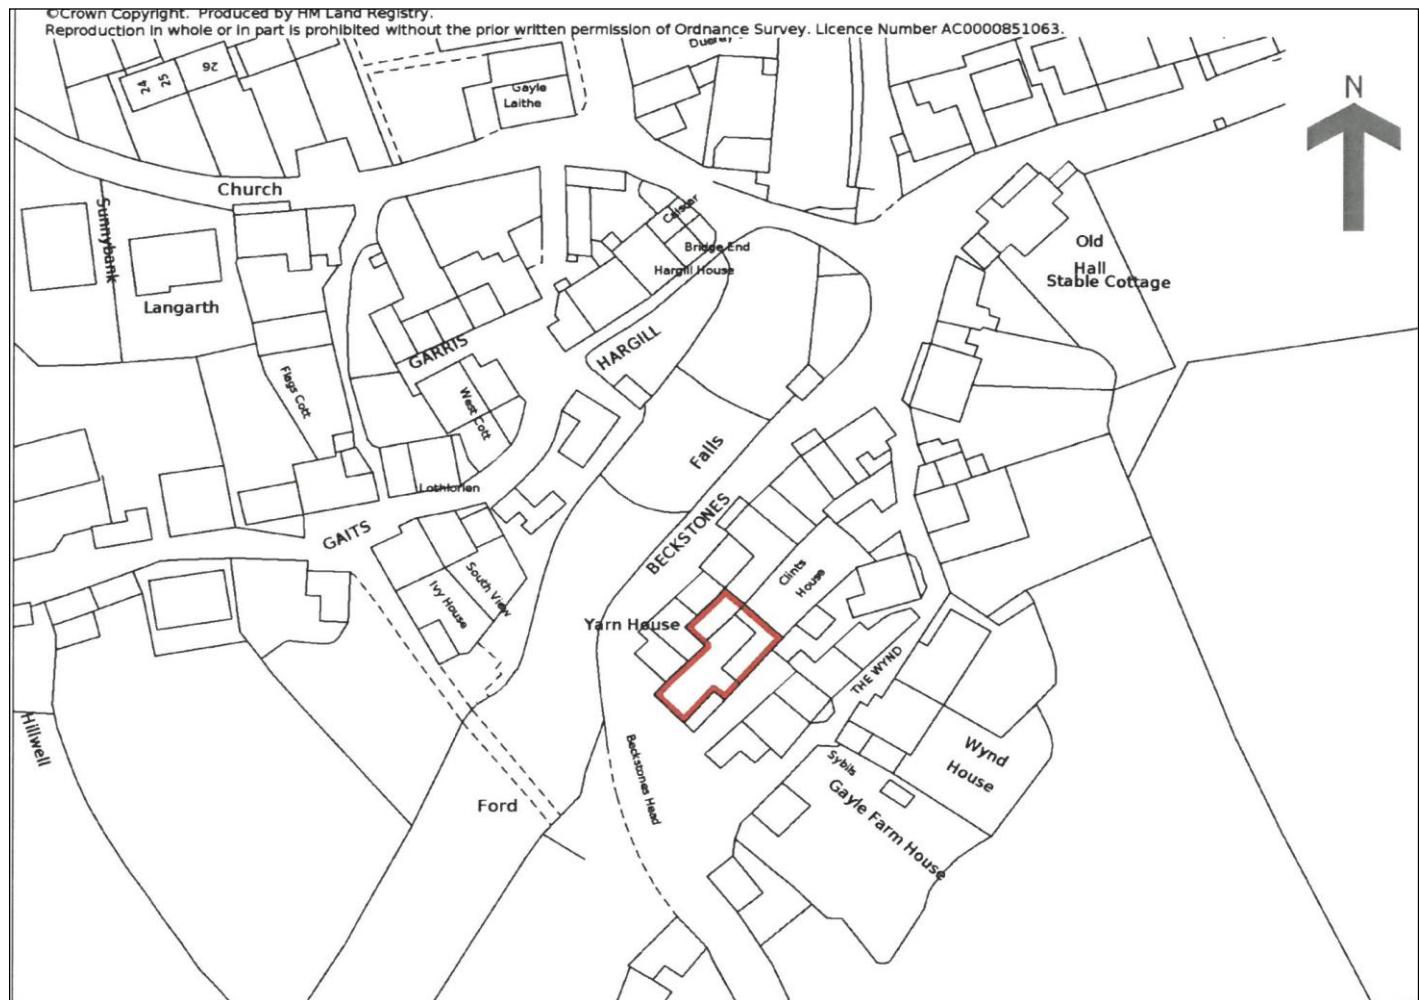 ©Crown Copyright. Produced by HM Land Registry.
Reproduction in whole or in part is prohibited without the prior written permission of Ordnance Survey. Licence Number AC0000851063.
N
24
25
26
Gayle
Laithe
Church
Sunnybank
Langarth
Calscar
Bridge End
Hargill House
Old
Hall
Stable Cottage
GARRIS
HARGILL
Flags Cott
West Cott
Falls
Lothlorien
GAITS
BECKSTONES
Clints
House
Ivy House
South View
Yarn House
THE WYND
Hillwell
Beckstones Head
Wynd
House
Sybils
Gayle Farm House
Ford